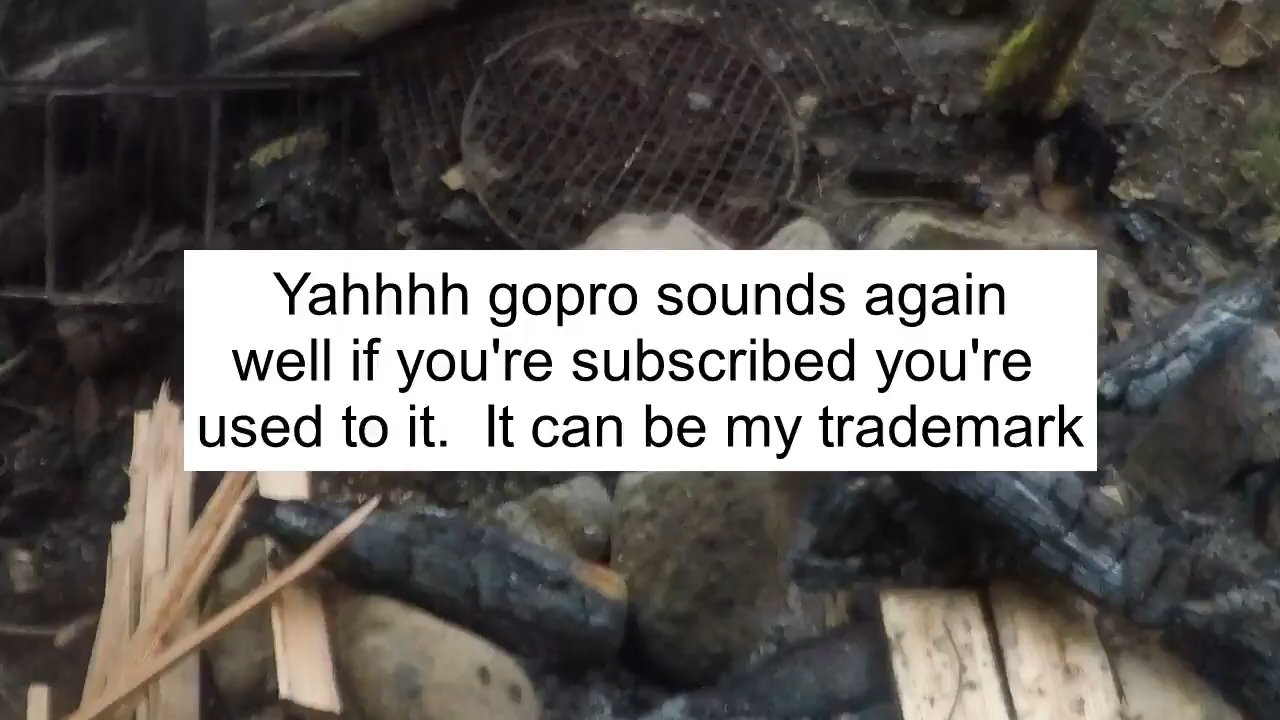 Yahhhh gopro sounds again
well if you're subscribed you're
used to it.  It can be my trademark